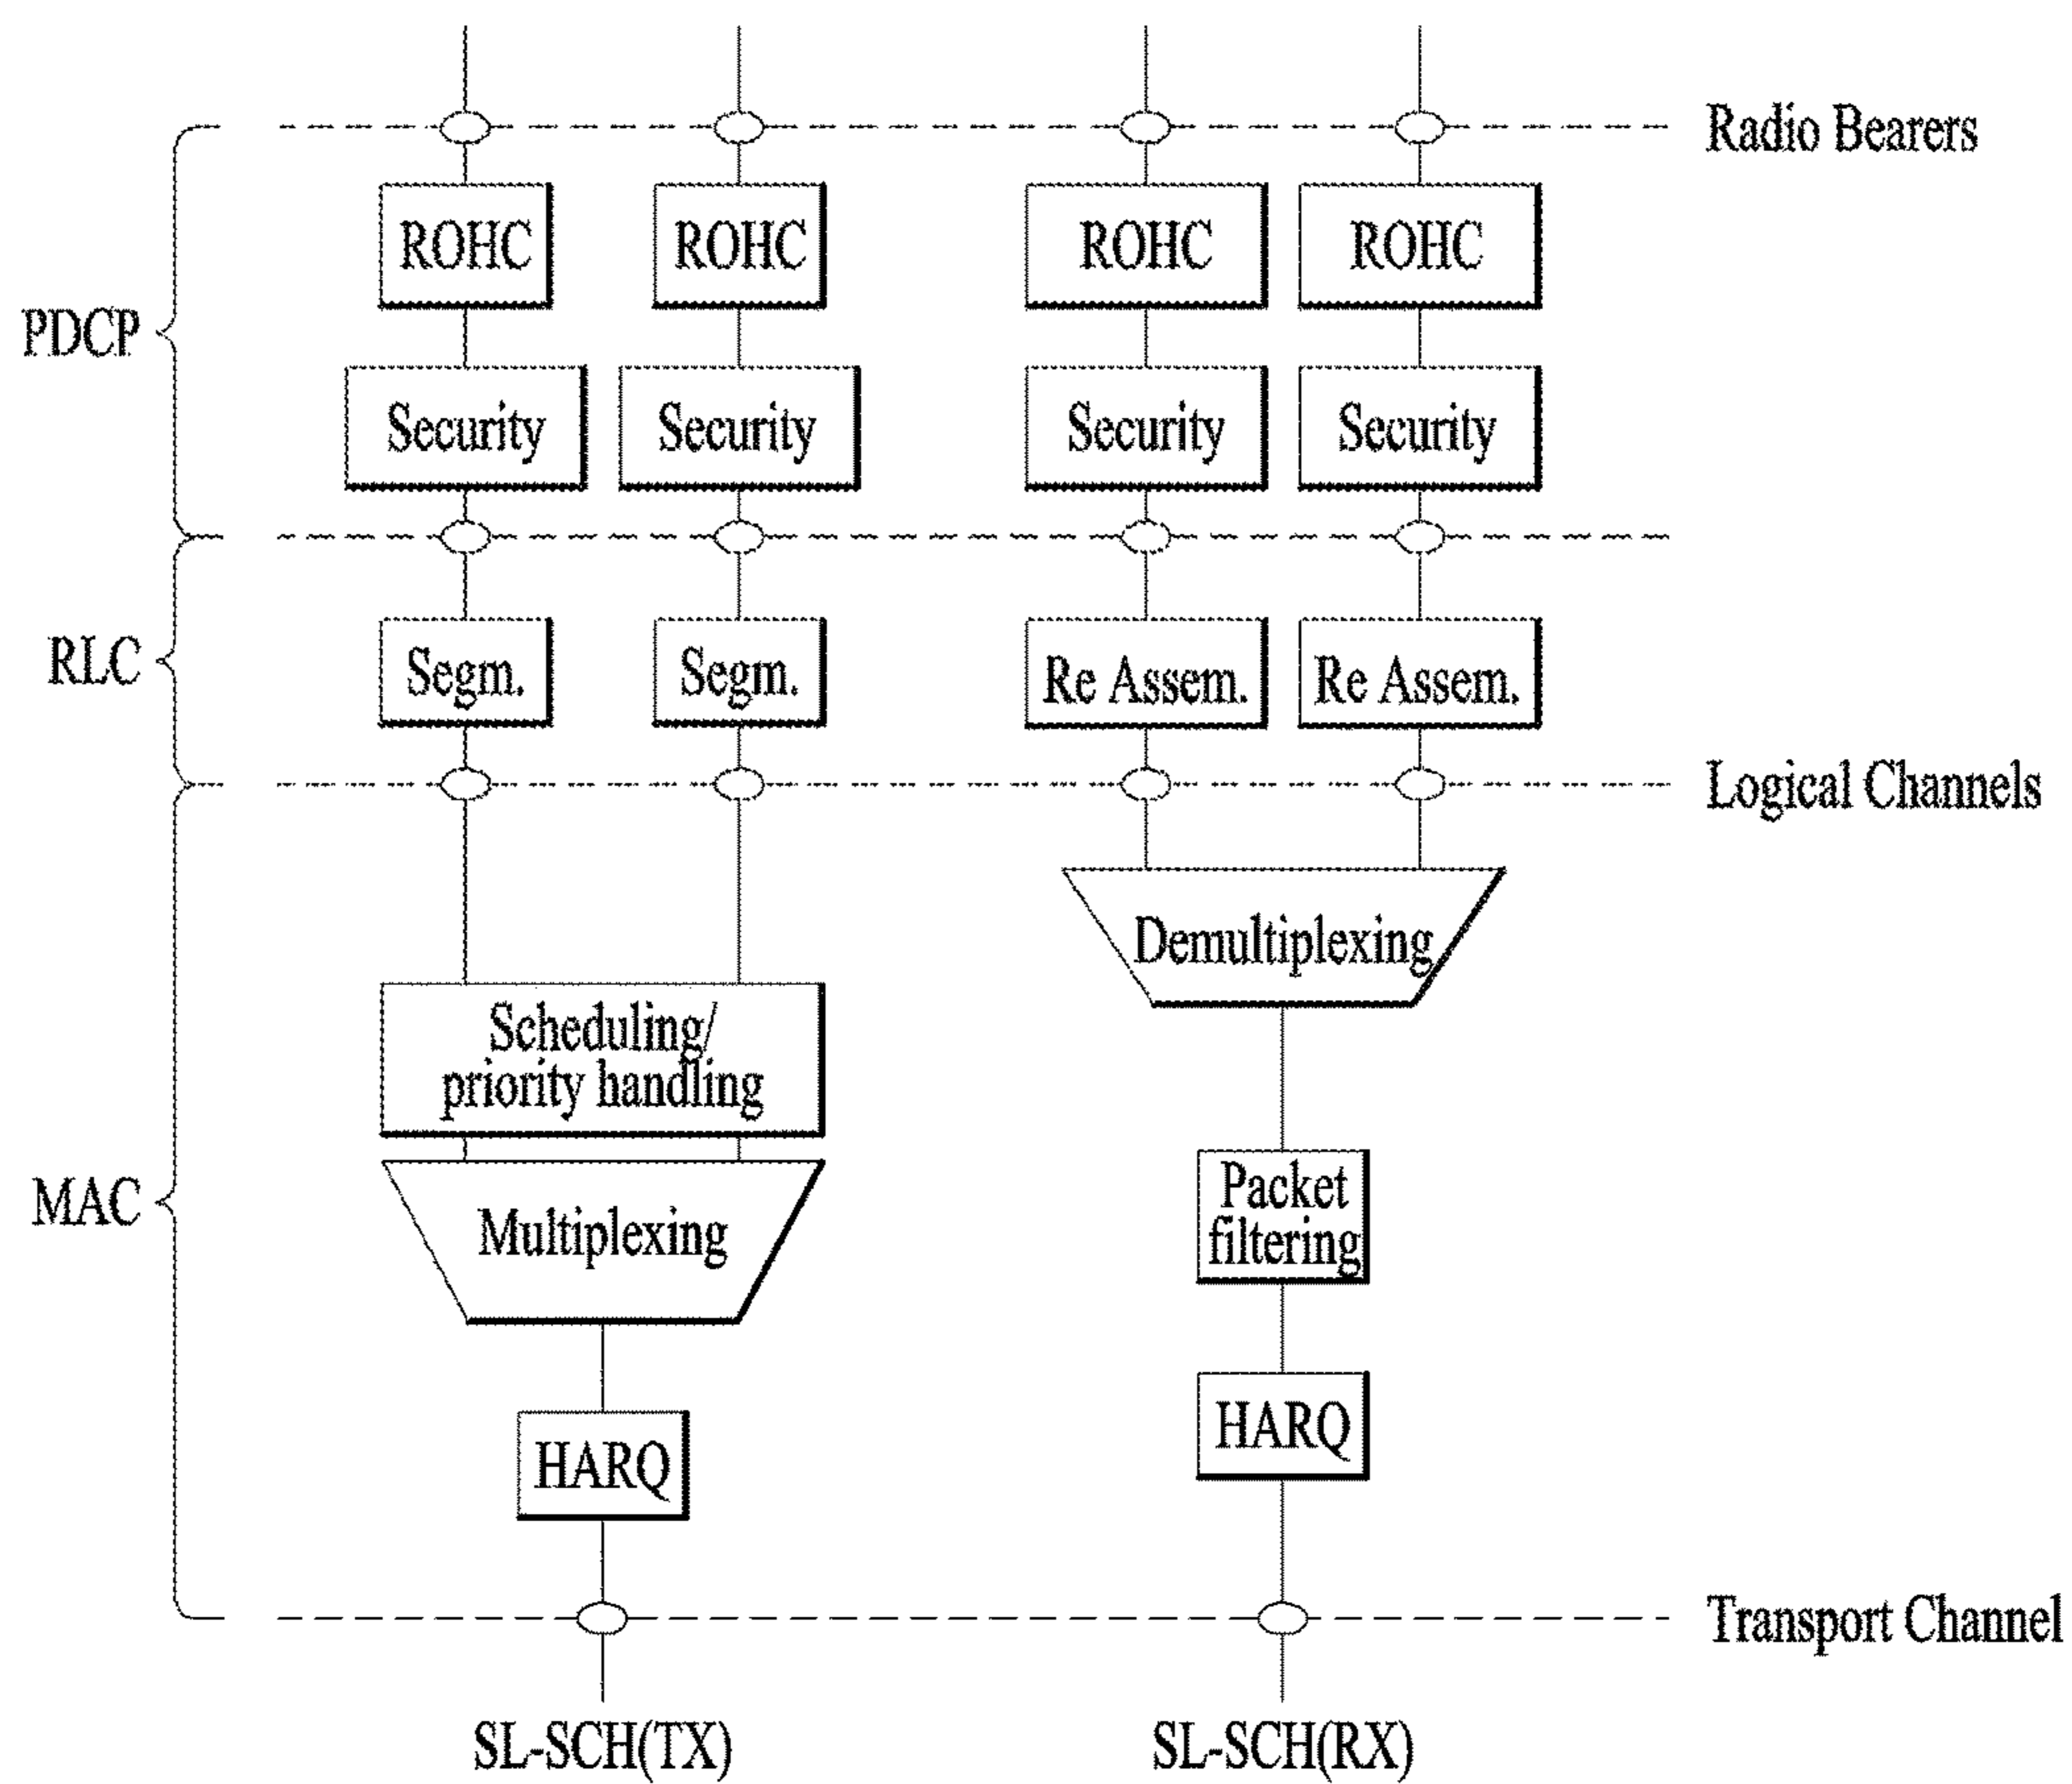 Radio Bearers
ROHC
ROHC
ROHC
ROHC
PDCP
Security
Security
Security
Security
RLC
Segm.
Segm.
Re Assem.
Re Assem.
Logical Channels
Demultiplexing
Scheduling/
priority handling
Packet
filtering
MAC
Multiplexing
HARQ
HARQ
Transport Channel
SL-SCH(TX)
SL-SCH(RX)